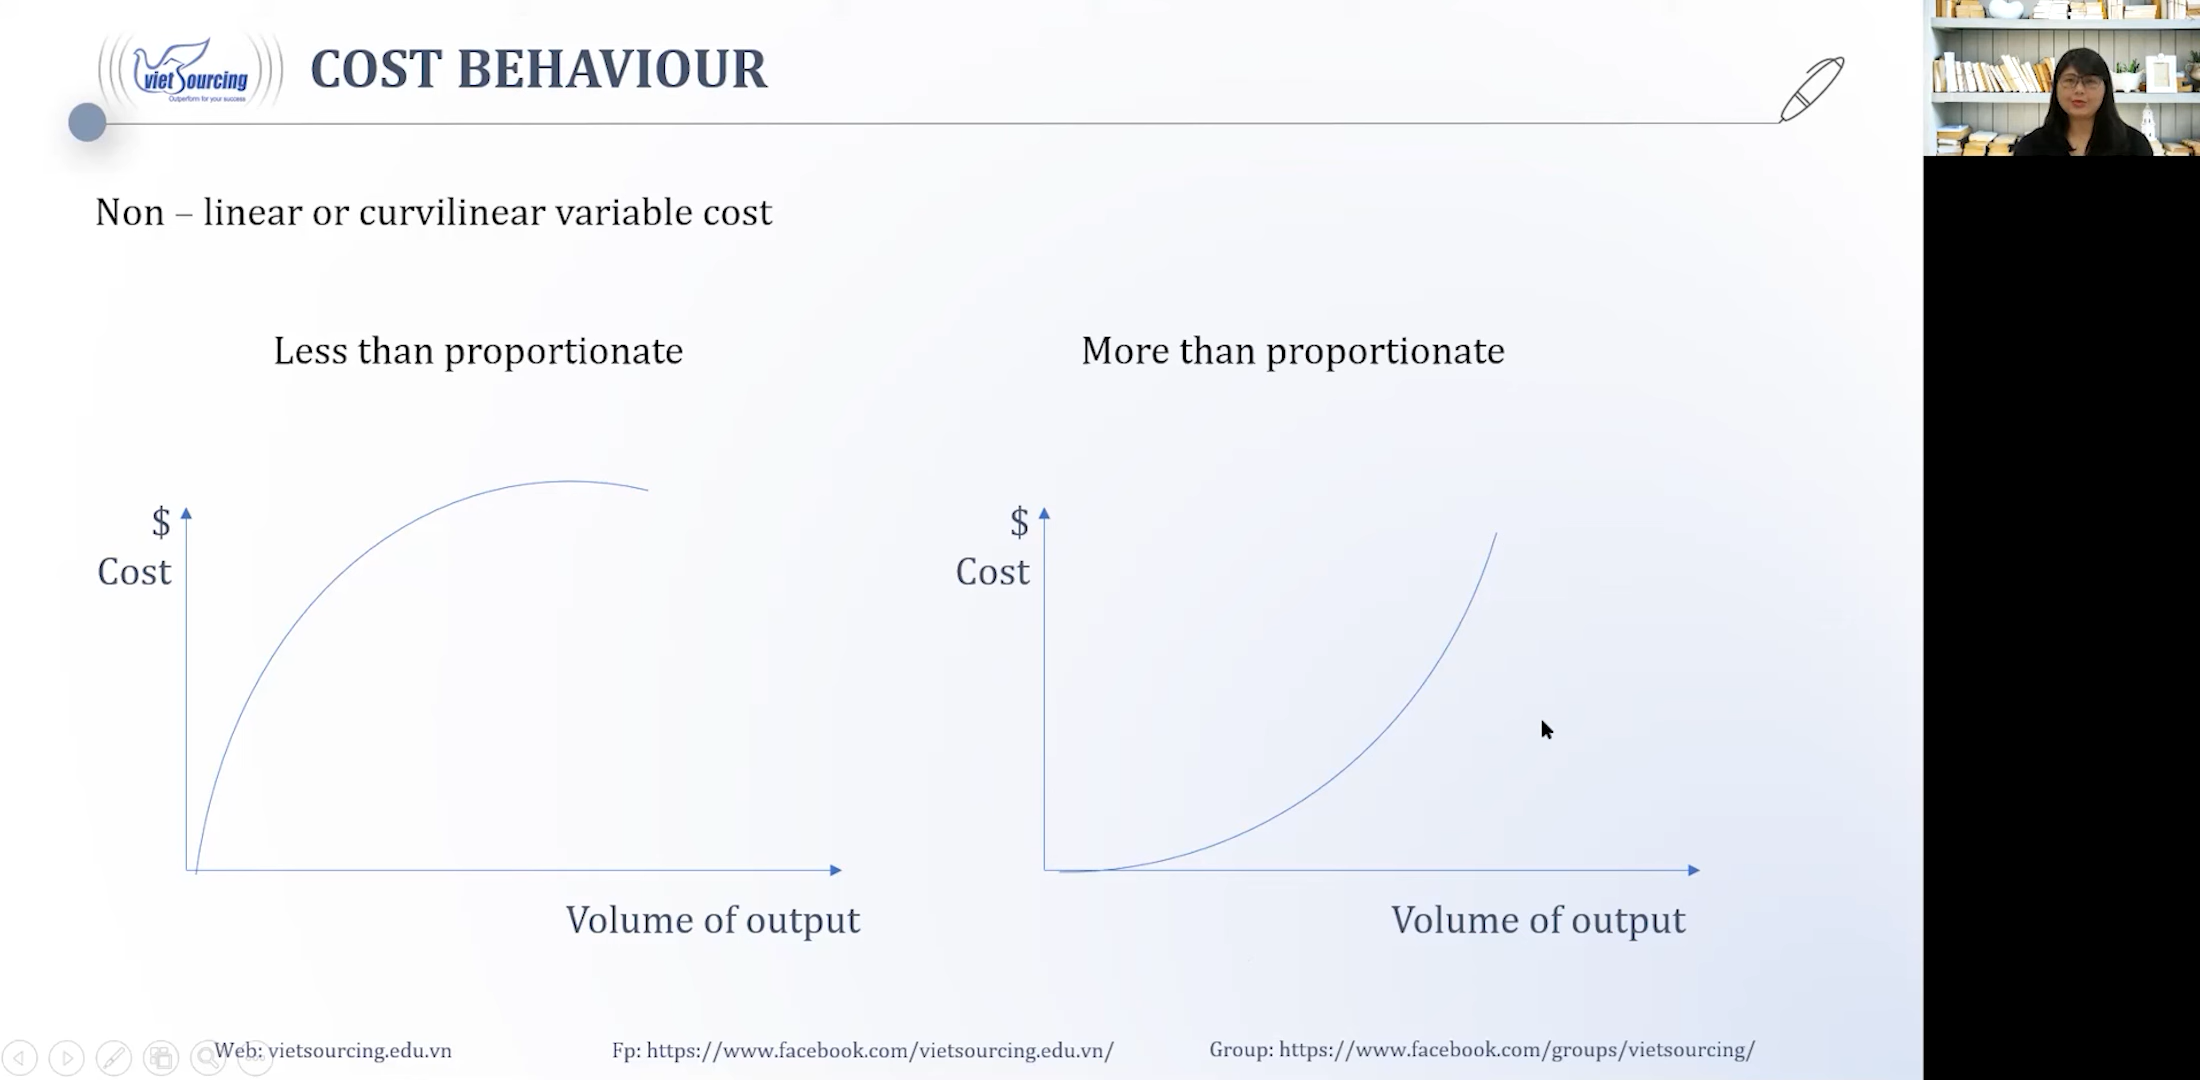 viet Sourcing
Outperform for your success
COST BEHAVIOUR
Non – linear or curvilinear variable cost
Less than proportionate
More than proportionate
$
Cost
Volume of output
$
Cost
Volume of output
Web: vietsourcing.edu.vn
Fp: https://www.facebook.com/vietsourcing.edu.vn/
Group: https://www.facebook.com/groups/vietsourcing/